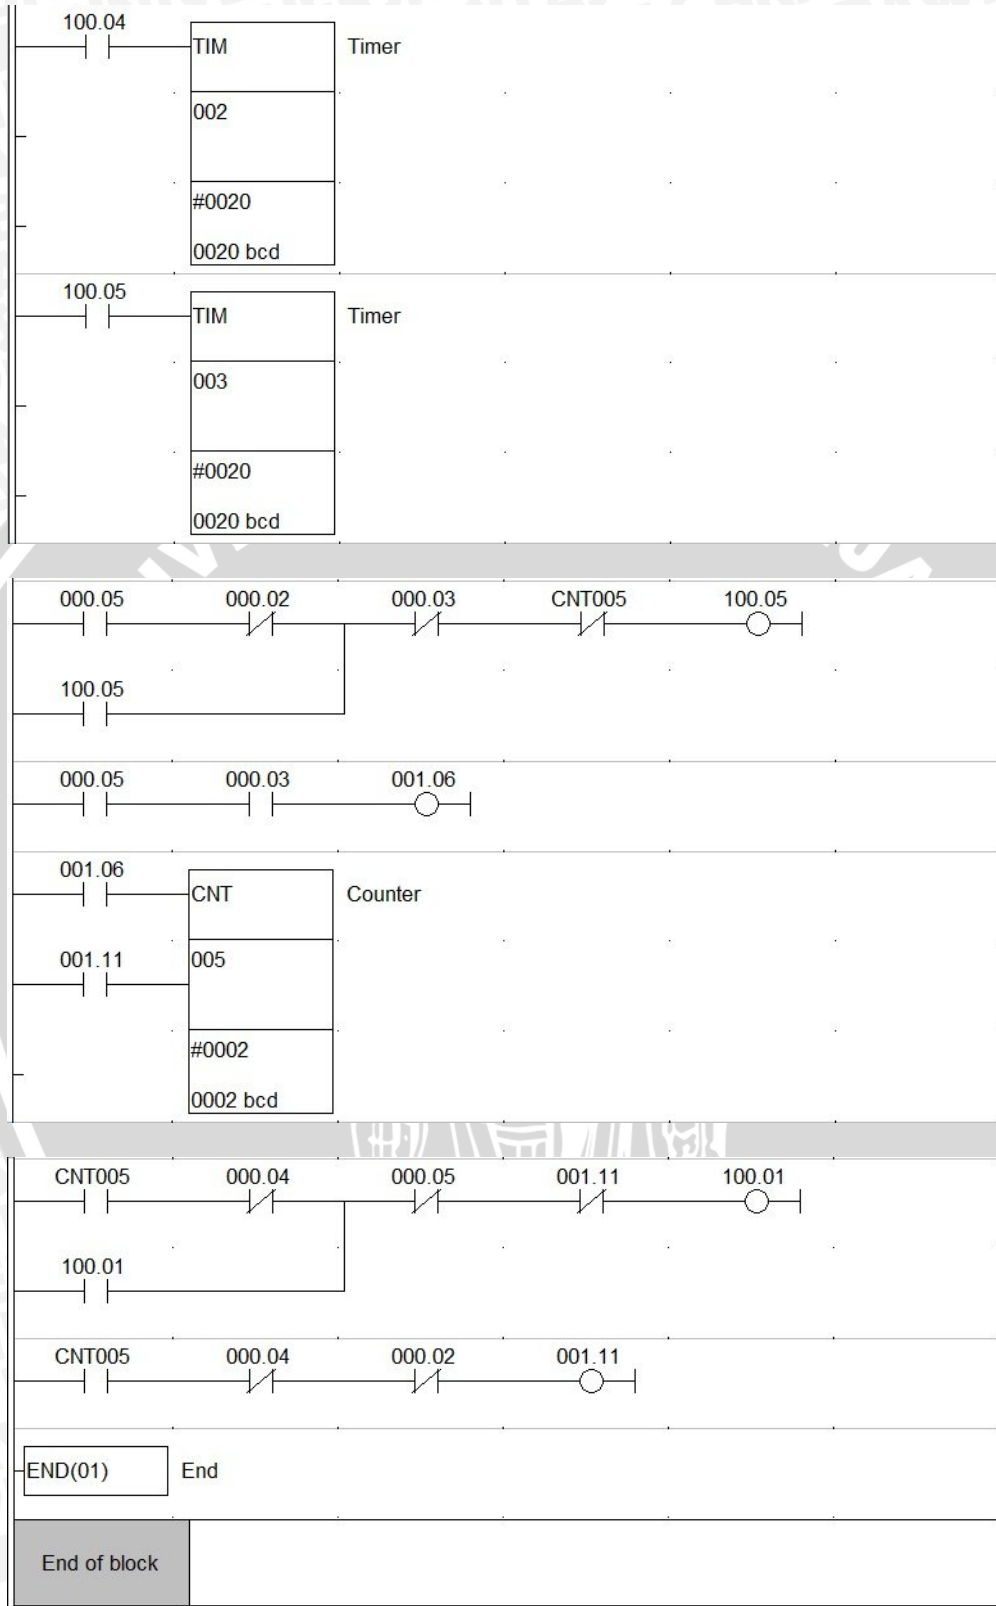 100.04
TIM Timer
002
#0020
0020 bcd
100.05
TIM Timer
003
#0020
0020 bcd
000.05 000.02 000.03 CNT005 100.05
100.05
000.05 000.03 001.06
001.06
CNT Counter
001.11 005
#0002
0002 bcd
CNT005 000.04 000.05 001.11 100.01
100.01
CNT005 000.04 000.02 001.11
END(01) End
End of block